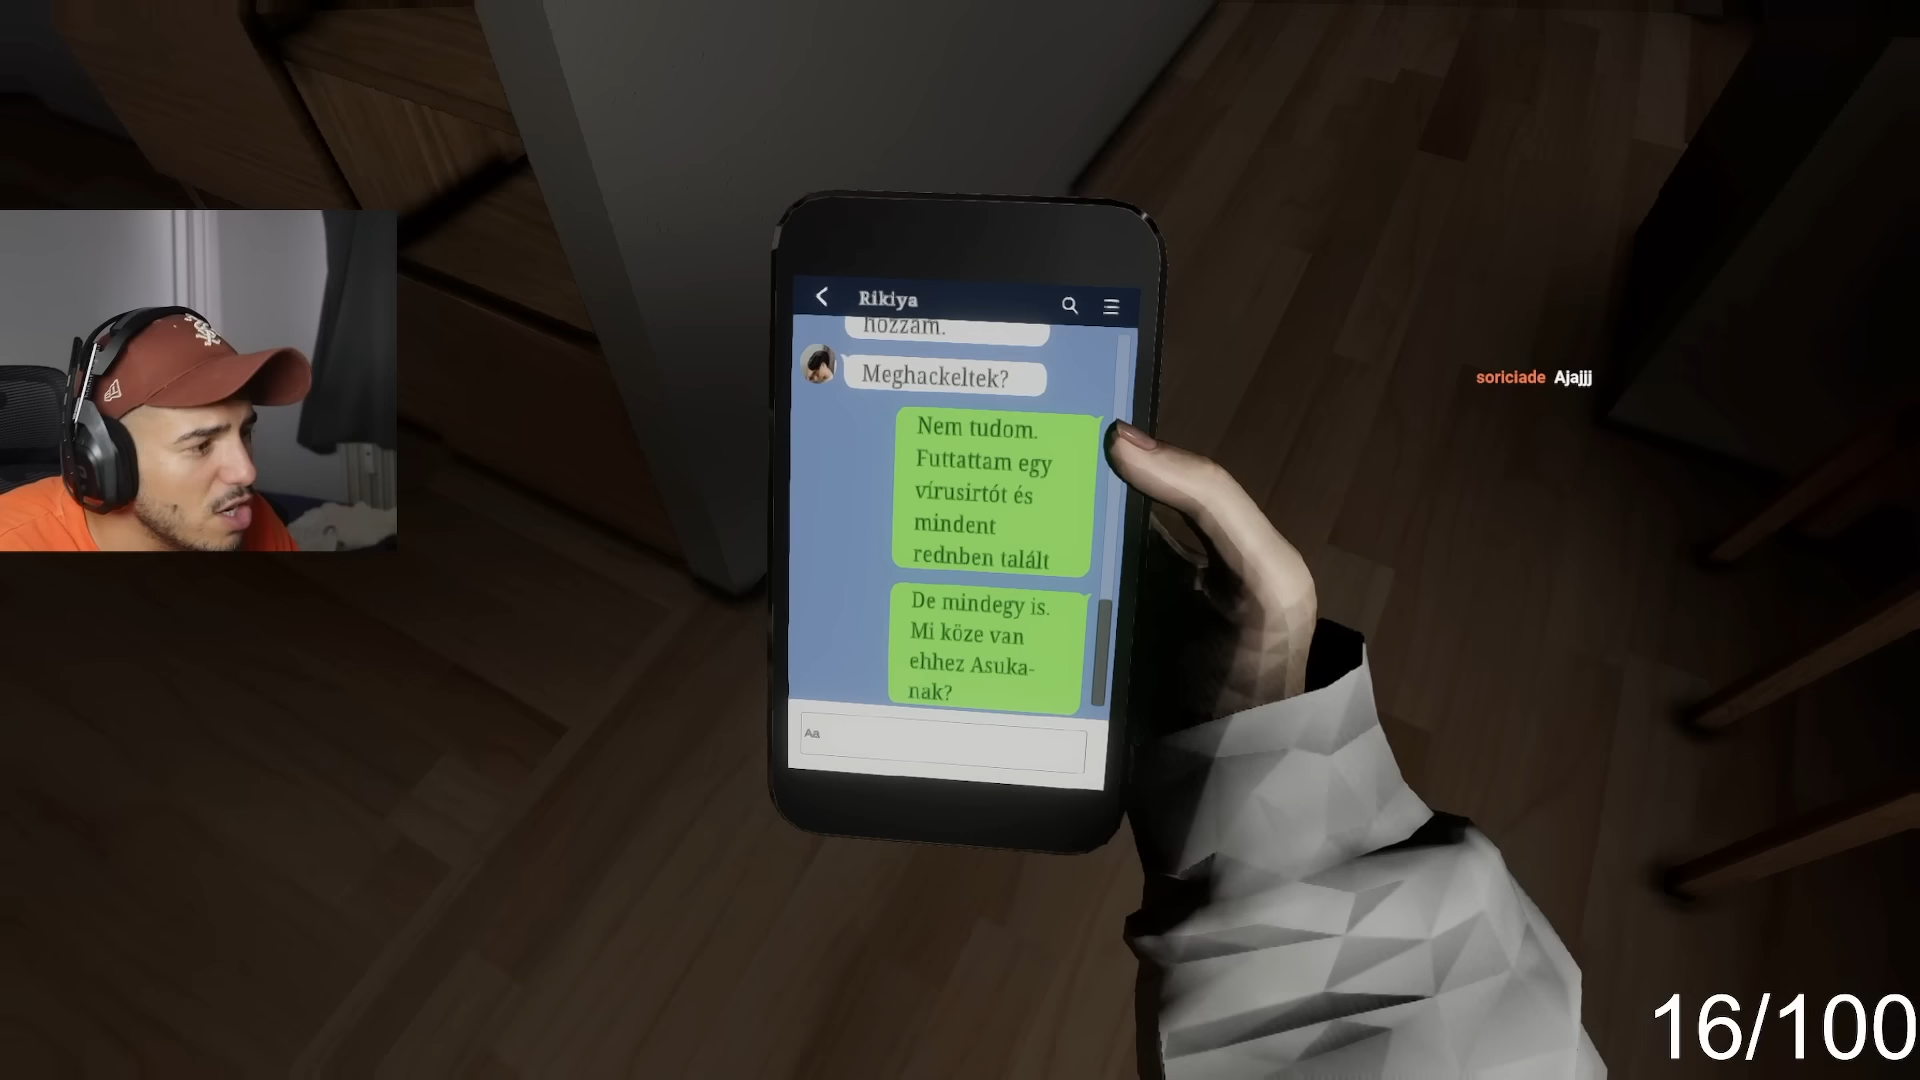 Rikiya
hozzám.
Meghackeltek?
Nem tudom.
Futtattam egy
vírusirtót és
mindent
rednben talált
De mindegy is.
Mi köze van
ehhez Asuka-
nak?
Aa
soriciade Ajajjj
16/100